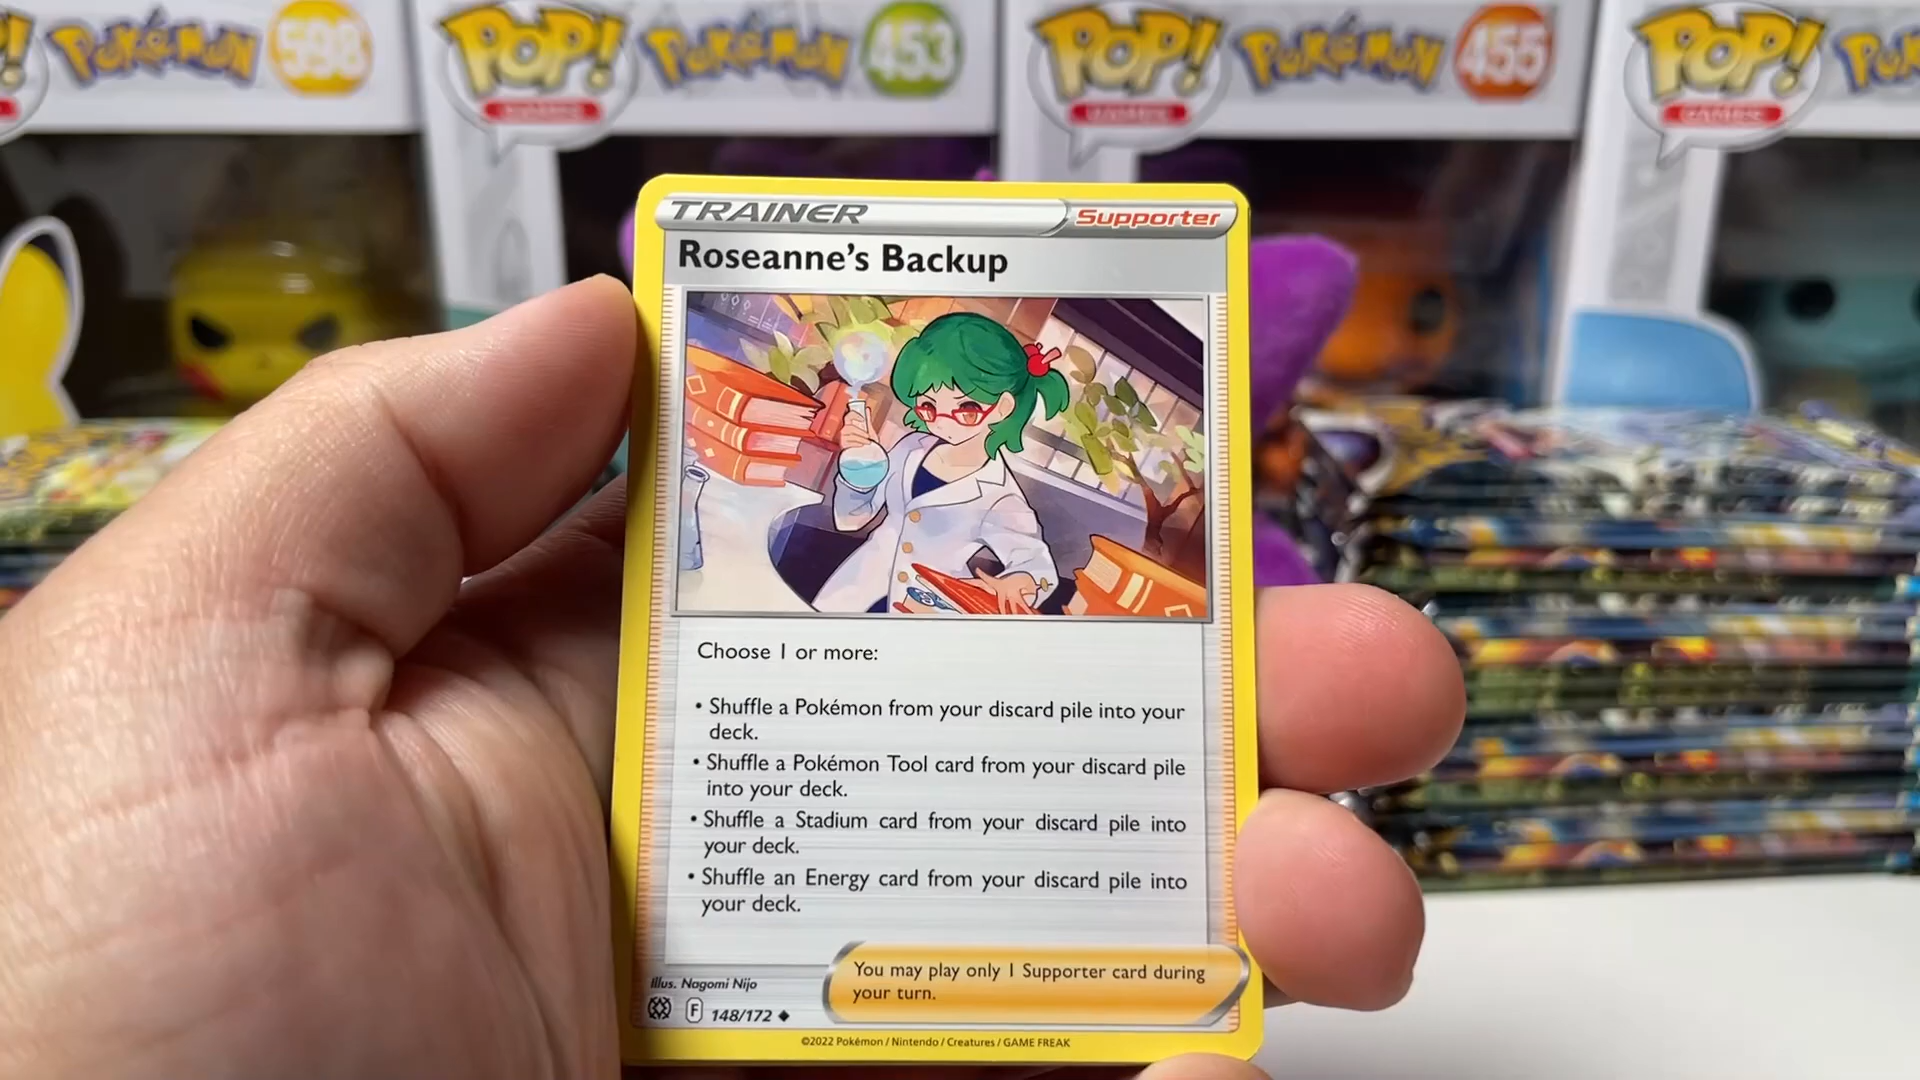 POKéMON 598
POP! POKéMON 453
GAMES
POP! POKéMON 455
GAMES
POP!
GAMES
TRAINER Supporter
Roseanne's Backup
Choose 1 or more:
• Shuffle a Pokémon from your discard pile into your
deck.
• Shuffle a Pokémon Tool card from your discard pile
into your deck.
• Shuffle a Stadium card from your discard pile into
your deck.
• Shuffle an Energy card from your discard pile into
your deck.
You may play only 1 Supporter card during
your turn.
Illus. Nagomi Nijo
F 148/172
©2022 Pokémon / Nintendo / Creatures / GAME FREAK